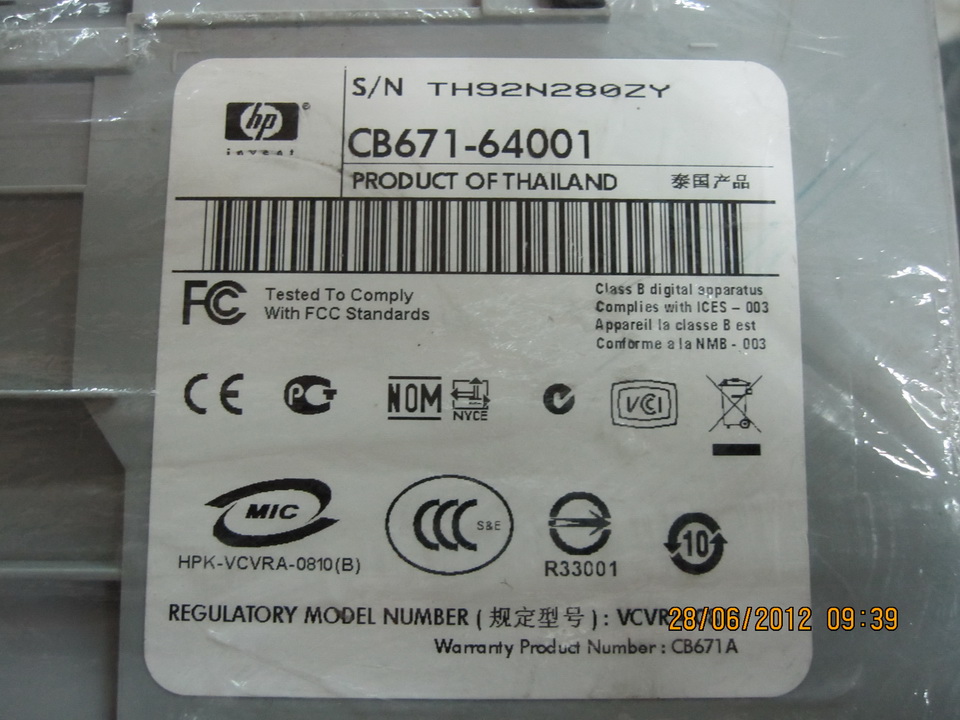 S/N TH92N280ZY
hp ®
invent
CB671-64001
PRODUCT OF THAILAND 泰国产品
FC Tested To Comply
With FCC Standards
Class B digital apparatus
Complies with ICES - 003
Appareil la classe B est
Conforme a la NMB - 003
CE PCT NOM NYCE VCI
MIC
HPK-VCVRA-0810(B)
CCC S&E
R33001
10
REGULATORY MODEL NUMBER ( 规定型号 ) :
28/06/2012 09:39
Warranty Product Number : CB671A